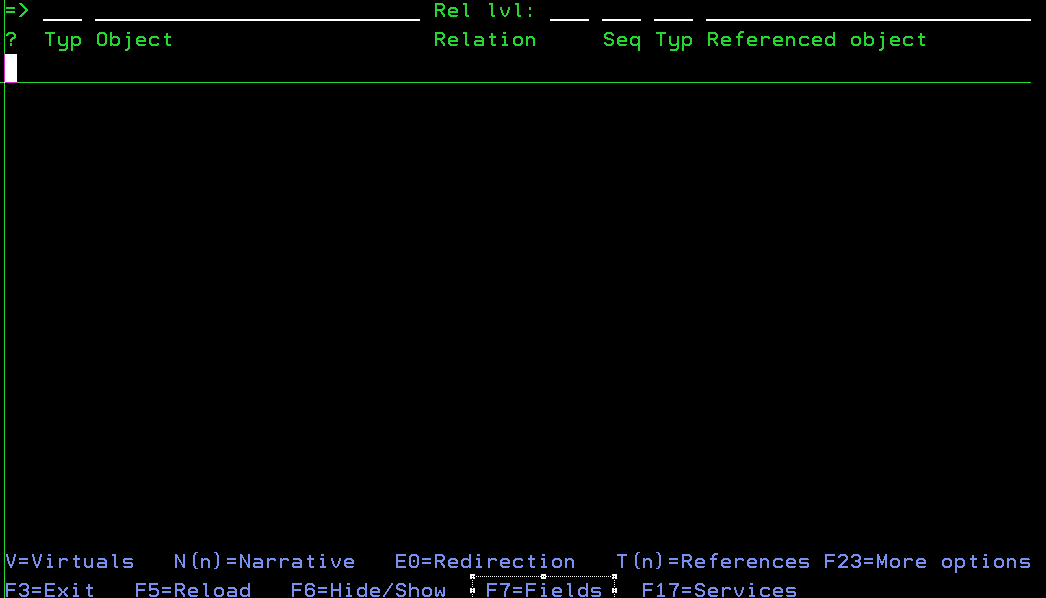 => Rel lvl:
? Typ Object Relation Seq Typ Referenced object
V=Virtuals N(n)=Narrative E0=Redirection T(n)=References F23=More options
F3=Exit F5=Reload F6=Hide/Show F7=Fields F17=Services